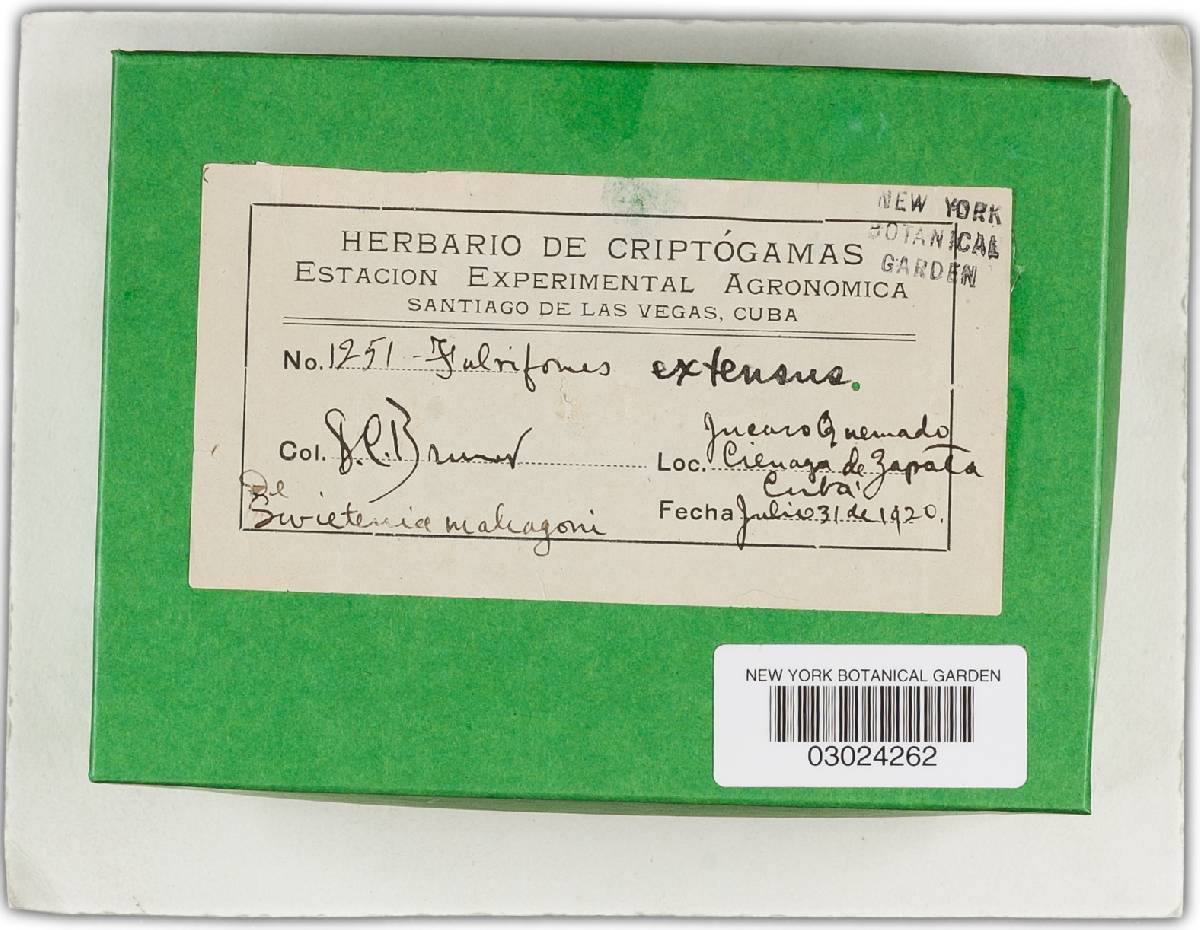 NEW YORK
BOTANICAL
GARDEN
HERBARIO DE CRIPTÓGAMAS
ESTACION EXPERIMENTAL AGRONOMICA
SANTIAGO DE LAS VEGAS, CUBA
No. 1251 - Fulvifomes extensus.
Col. S.C. Bruner
Jucaro Quemado
Loc. Cienaga de Zapata
Cuba
Fecha Julio 31 de 1920.
De
Swietenia mahagoni
NEW YORK BOTANICAL GARDEN
03024262